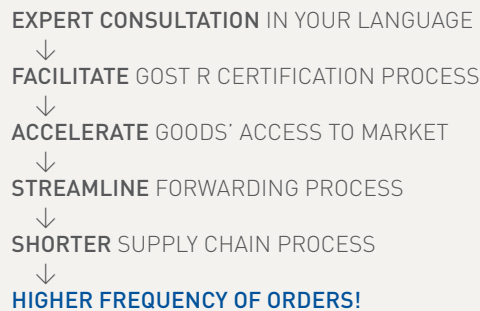 EXPERT CONSULTATION IN YOUR LANGUAGE
↓
FACILITATE GOST R CERTIFICATION PROCESS
↓
ACCELERATE GOODS' ACCESS TO MARKET
↓
STREAMLINE FORWARDING PROCESS
↓
SHORTER SUPPLY CHAIN PROCESS
↓
HIGHER FREQUENCY OF ORDERS!